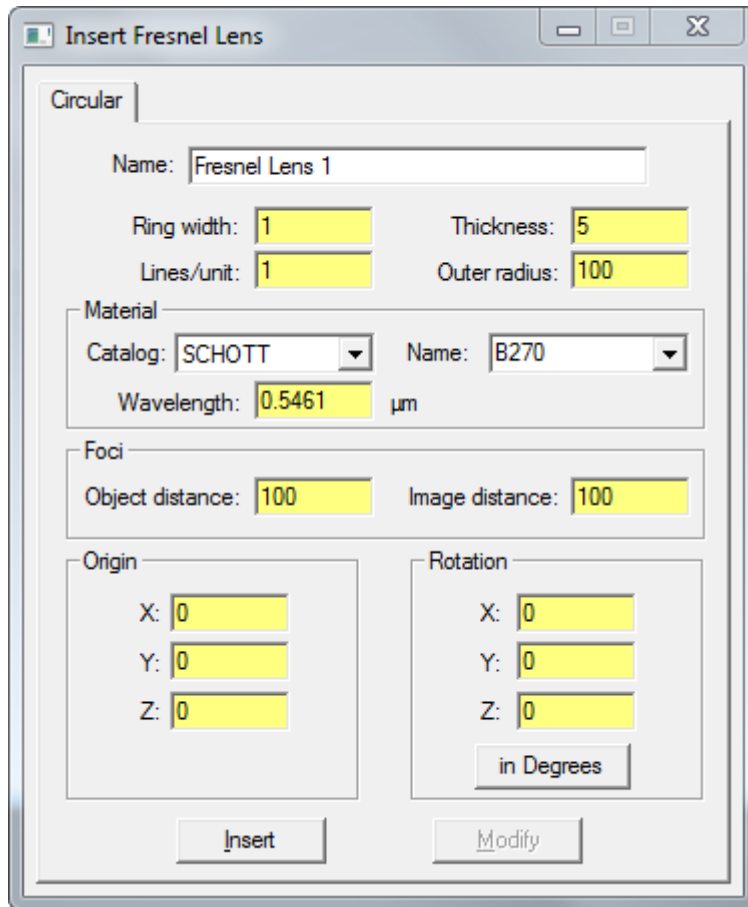 Insert Fresnel Lens
Circular
Name: Fresnel Lens 1
Ring width: 1 Thickness: 5
Lines/unit: 1 Outer radius: 100
Material
Catalog: SCHOTT Name: B270
Wavelength: 0.5461 µm
Foci
Object distance: 100 Image distance: 100
Origin Rotation
X: 0 X: 0
Y: 0 Y: 0
Z: 0 Z: 0
in Degrees
Insert Modify